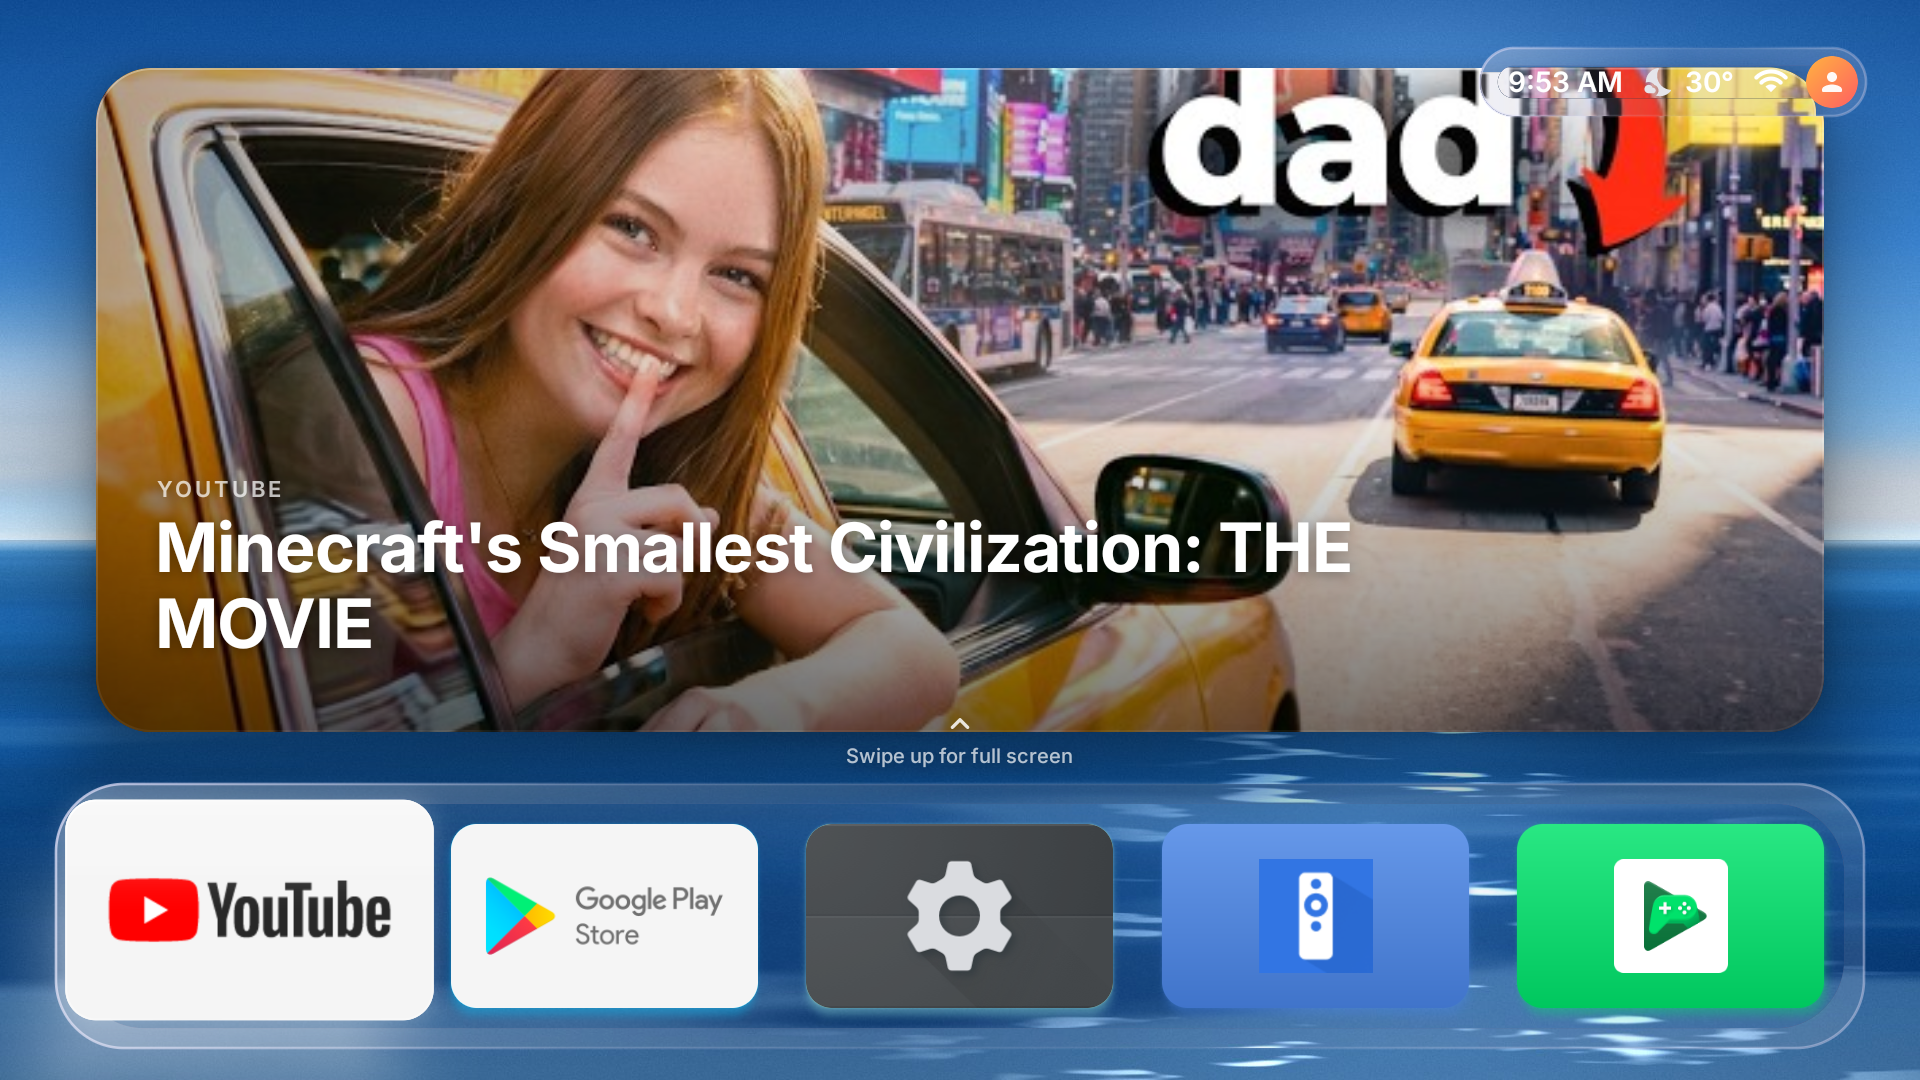 9:53 AM 30°
dad
YOUTUBE
Minecraft's Smallest Civilization: THE
MOVIE
Swipe up for full screen
YouTube
Google Play
Store